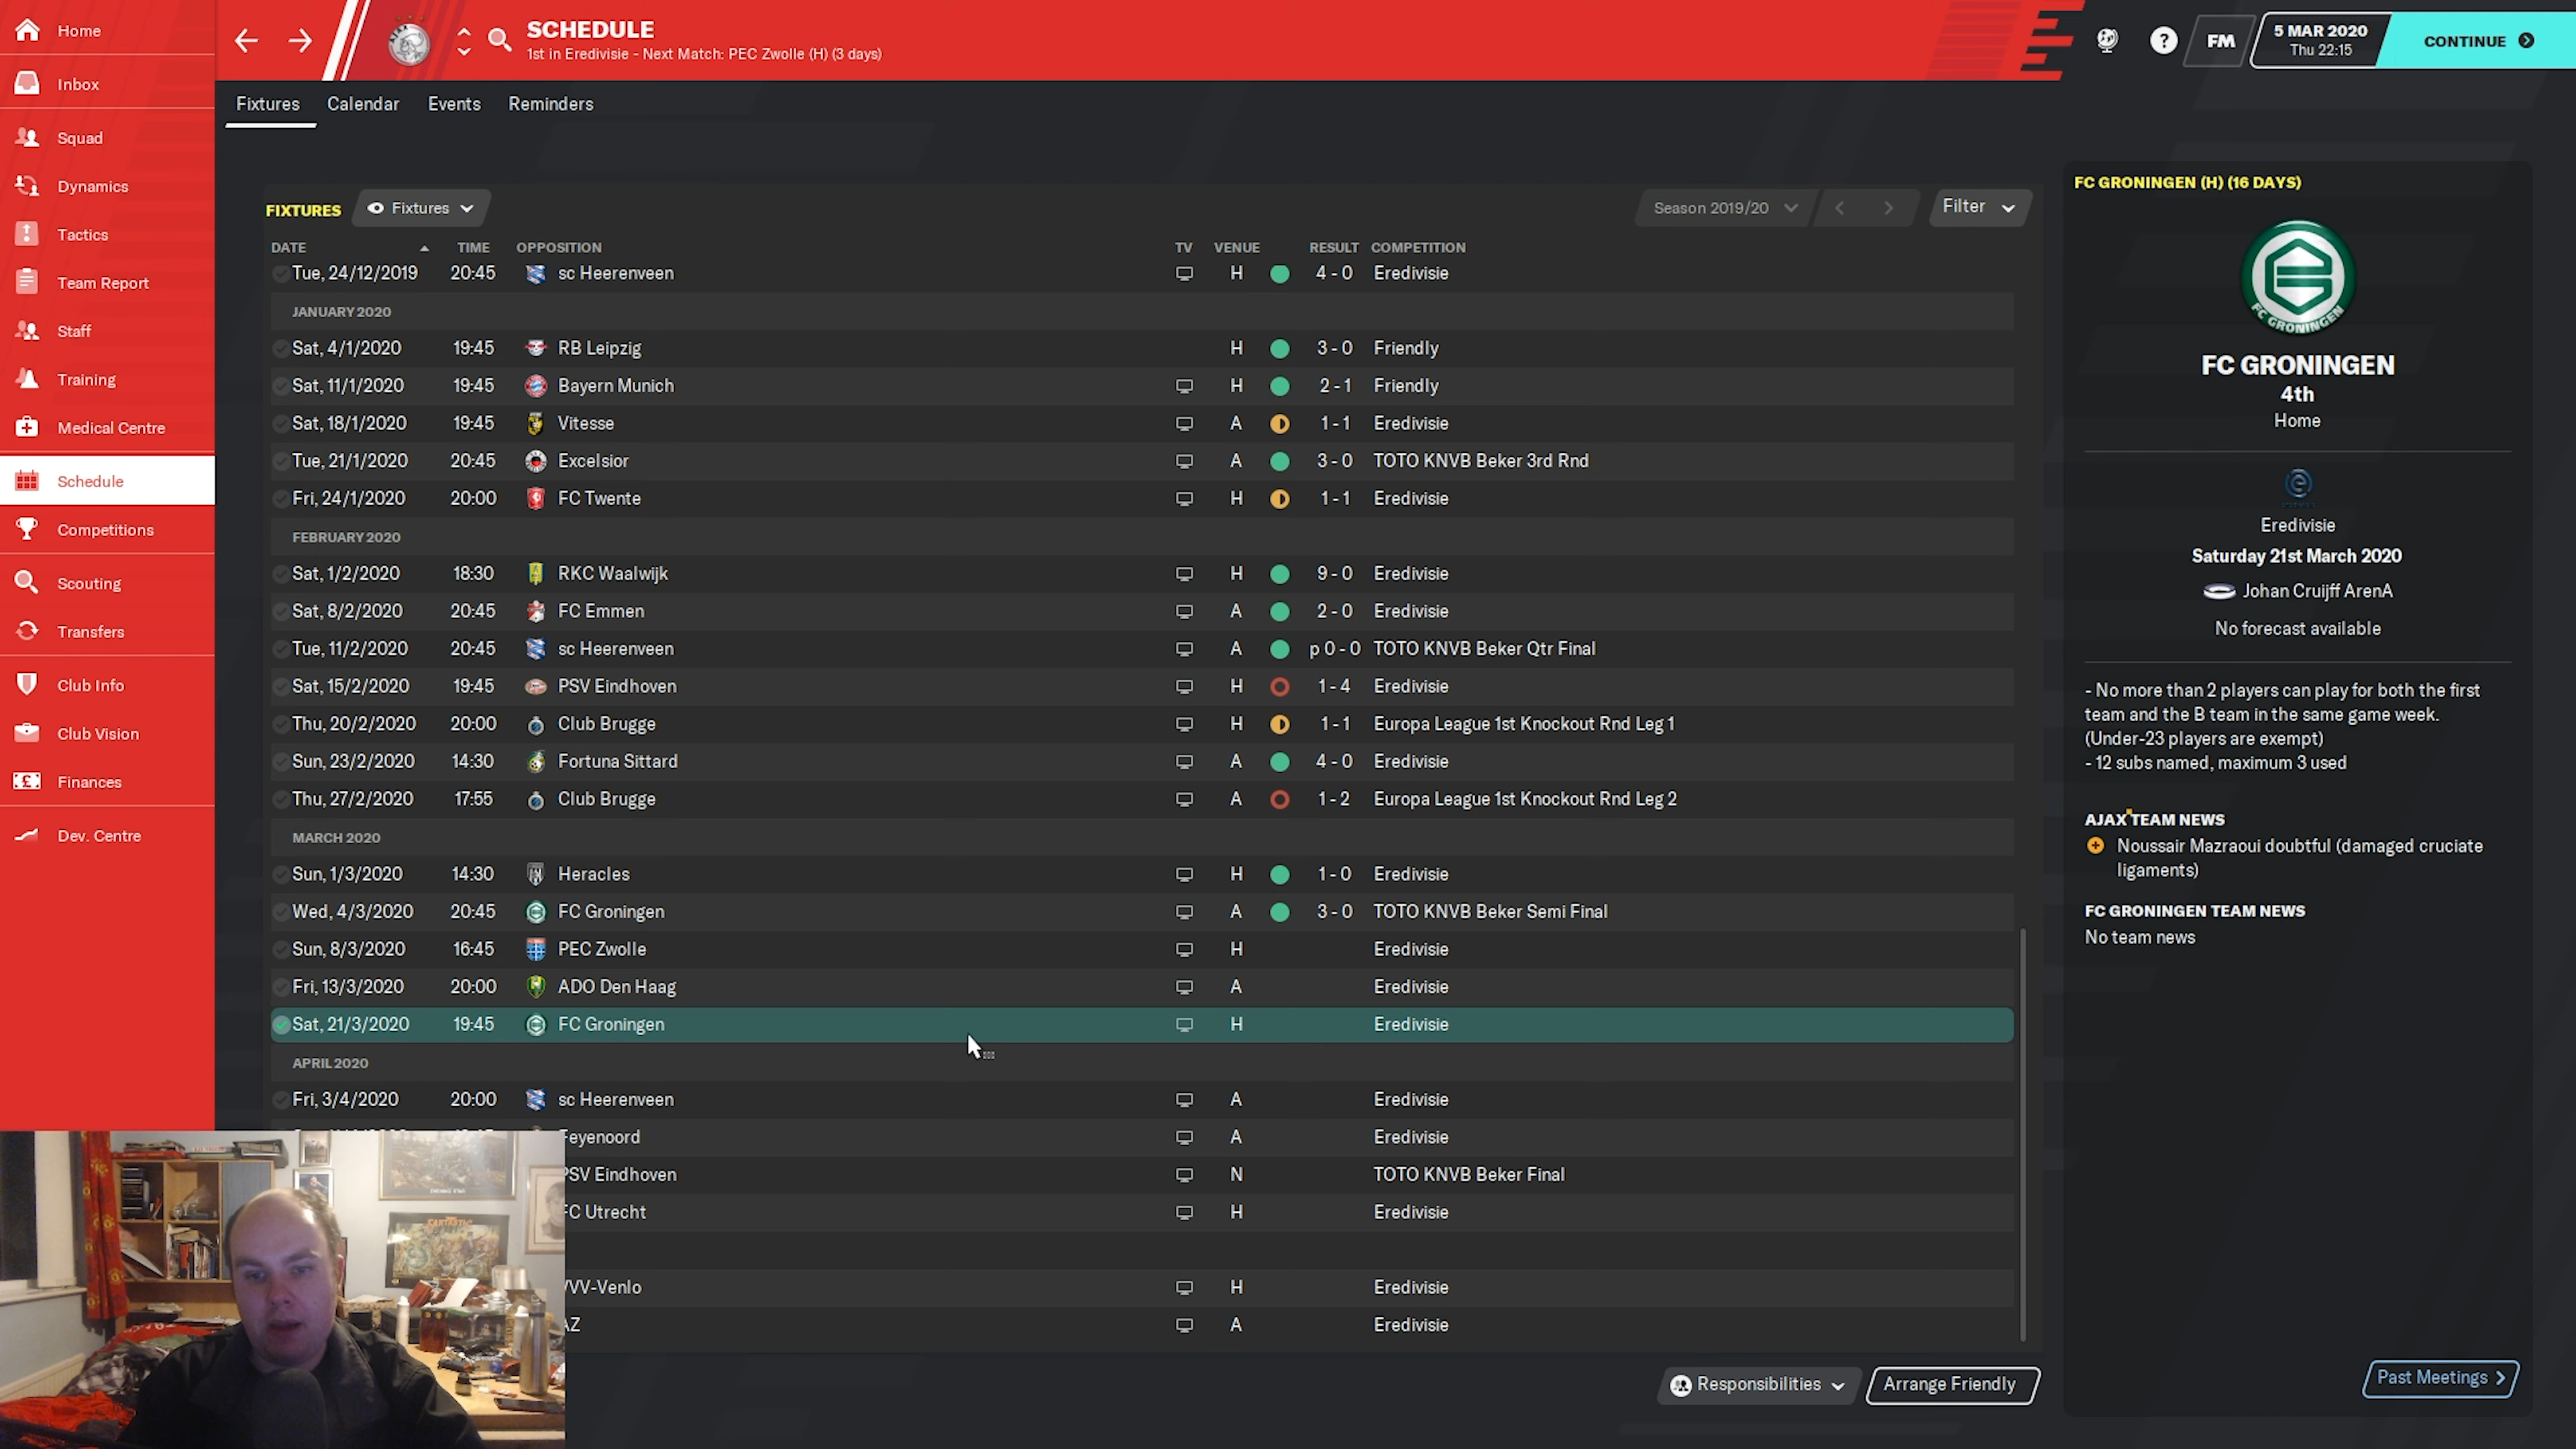 Home
Inbox
Squad
Dynamics
Tactics
Team Report
Staff
Training
Medical Centre
Schedule
Competitions
Scouting
Transfers
Club Info
Club Vision
Finances
Dev. Centre
SCHEDULE
1st in Eredivisie - Next Match: PEC Zwolle (H) (3 days)
FM
5 MAR 2020
Thu 22:15
CONTINUE
Fixtures Calendar Events Reminders
FIXTURES Fixtures Season 2019/20 Filter
DATE TIME OPPOSITION TV VENUE RESULT COMPETITION
Tue, 24/12/2019 20:45 sc Heerenveen H 4 - 0 Eredivisie
JANUARY 2020
Sat, 4/1/2020 19:45 RB Leipzig H 3 - 0 Friendly
Sat, 11/1/2020 19:45 Bayern Munich H 2 - 1 Friendly
Sat, 18/1/2020 19:45 Vitesse A 1 - 1 Eredivisie
Tue, 21/1/2020 20:45 Excelsior A 3 - 0 TOTO KNVB Beker 3rd Rnd
Fri, 24/1/2020 20:00 FC Twente H 1 - 1 Eredivisie
FEBRUARY 2020
Sat, 1/2/2020 18:30 RKC Waalwijk H 9 - 0 Eredivisie
Sat, 8/2/2020 20:45 FC Emmen A 2 - 0 Eredivisie
Tue, 11/2/2020 20:45 sc Heerenveen A p 0 - 0 TOTO KNVB Beker Qtr Final
Sat, 15/2/2020 19:45 PSV Eindhoven H 1 - 4 Eredivisie
Thu, 20/2/2020 20:00 Club Brugge H 1 - 1 Europa League 1st Knockout Rnd Leg 1
Sun, 23/2/2020 14:30 Fortuna Sittard A 4 - 0 Eredivisie
Thu, 27/2/2020 17:55 Club Brugge A 1 - 2 Europa League 1st Knockout Rnd Leg 2
MARCH 2020
Sun, 1/3/2020 14:30 Heracles H 1 - 0 Eredivisie
Wed, 4/3/2020 20:45 FC Groningen A 3 - 0 TOTO KNVB Beker Semi Final
Sun, 8/3/2020 16:45 PEC Zwolle H Eredivisie
Fri, 13/3/2020 20:00 ADO Den Haag A Eredivisie
Sat, 21/3/2020 19:45 FC Groningen H Eredivisie
APRIL 2020
Fri, 3/4/2020 20:00 sc Heerenveen A Eredivisie
Feyenoord A Eredivisie
PSV Eindhoven N TOTO KNVB Beker Final
FC Utrecht H Eredivisie
VVV-Venlo H Eredivisie
AZ A Eredivisie
Responsibilities Arrange Friendly
FC GRONINGEN (H) (16 DAYS)
FC GRONINGEN
FC GRONINGEN
4th
Home
Eredivisie
Saturday 21st March 2020
Johan Cruijff ArenA
No forecast available
- No more than 2 players can play for both the first
team and the B team in the same game week.
(Under-23 players are exempt)
- 12 subs named, maximum 3 used
AJAX TEAM NEWS
Noussair Mazraoui doubtful (damaged cruciate
ligaments)
FC GRONINGEN TEAM NEWS
No team news
Past Meetings
FANTASTIC